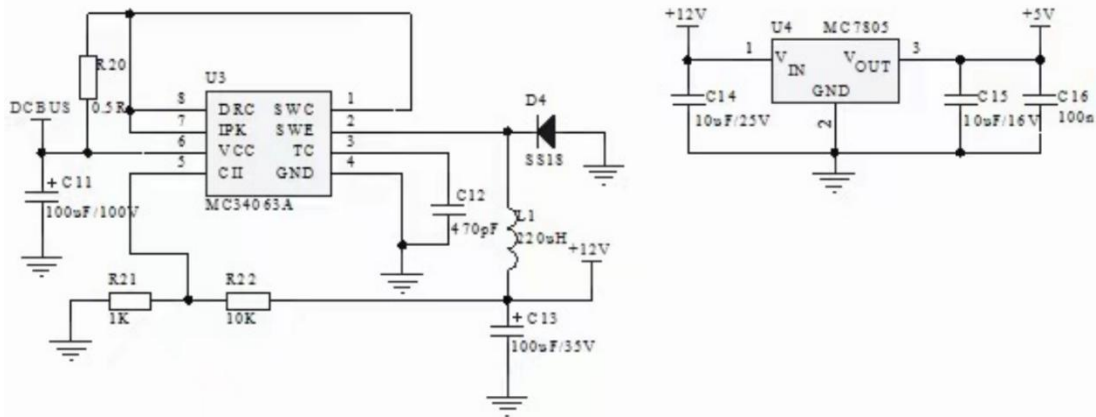 R20
0.5R
DCBUS
U3
8
DRC
SWC
1
7
IPK
SWE
2
6
VCC
TC
3
5
CII
GND
4
MC34063A
+ C11
100uF/100V
D4
SS18
C12
470pF
L1
220uH
+12V
R21
1K
R22
10K
+ C13
100uF/35V
+12V
U4
MC7805
+5V
1
V IN
V OUT
3
GND
2
C14
10uF/25V
C15
10uF/16V
C16
100n